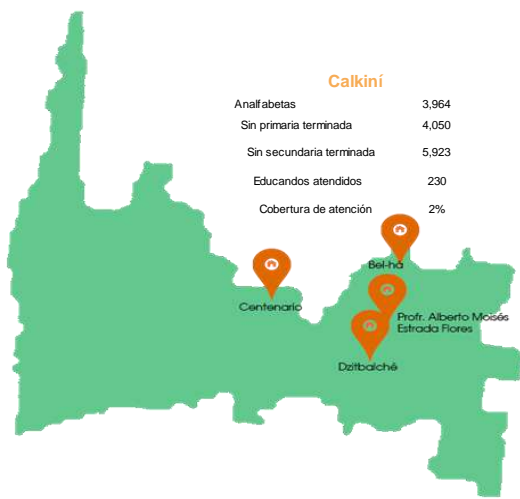 Calkiní
Analfabetas 3,964
Sin primaria terminada 4,050
Sin secundaria terminada 5,923
Educandos atendidos 230
Cobertura de atención 2%
Bel-há
Centenario
Profr. Alberto Moisés
Estrada Flores
Dzitbalché